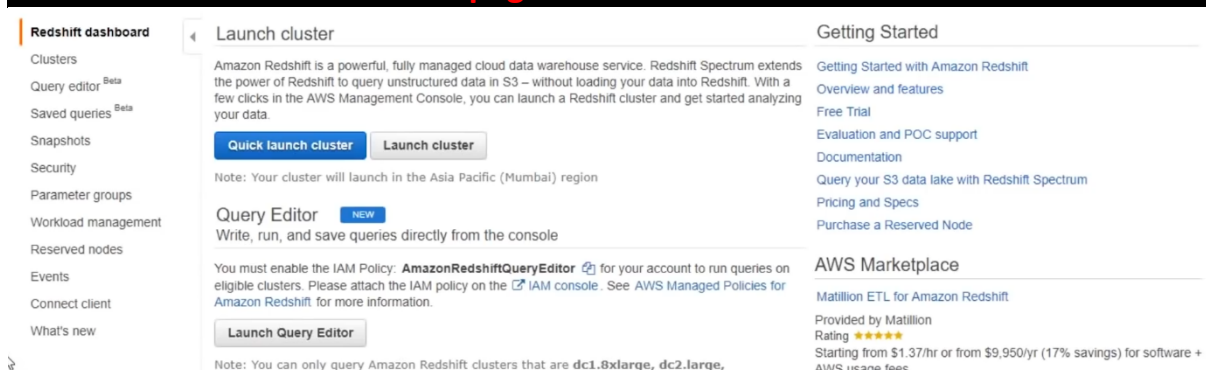 Redshift dashboard
Clusters
Query editor Beta
Saved queries Beta
Snapshots
Security
Parameter groups
Workload management
Reserved nodes
Events
Connect client
What's new
Launch cluster
Amazon Redshift is a powerful, fully managed cloud data warehouse service. Redshift Spectrum extends
the power of Redshift to query unstructured data in S3 – without loading your data into Redshift. With a
few clicks in the AWS Management Console, you can launch a Redshift cluster and get started analyzing
your data.
Quick launch cluster Launch cluster
Note: Your cluster will launch in the Asia Pacific (Mumbai) region
Query Editor NEW
Write, run, and save queries directly from the console
You must enable the IAM Policy: AmazonRedshiftQueryEditor for your account to run queries on
eligible clusters. Please attach the IAM policy on the IAM console. See AWS Managed Policies for
Amazon Redshift for more information.
Launch Query Editor
Note: You can only query Amazon Redshift clusters that are dc1.8xlarge, dc2.large,
Getting Started
Getting Started with Amazon Redshift
Overview and features
Free Trial
Evaluation and POC support
Documentation
Query your S3 data lake with Redshift Spectrum
Pricing and Specs
Purchase a Reserved Node
AWS Marketplace
Matillion ETL for Amazon Redshift
Provided by Matillion
Rating
Starting from $1.37/hr or from $9,950/yr (17% savings) for software +
AWS usage fees